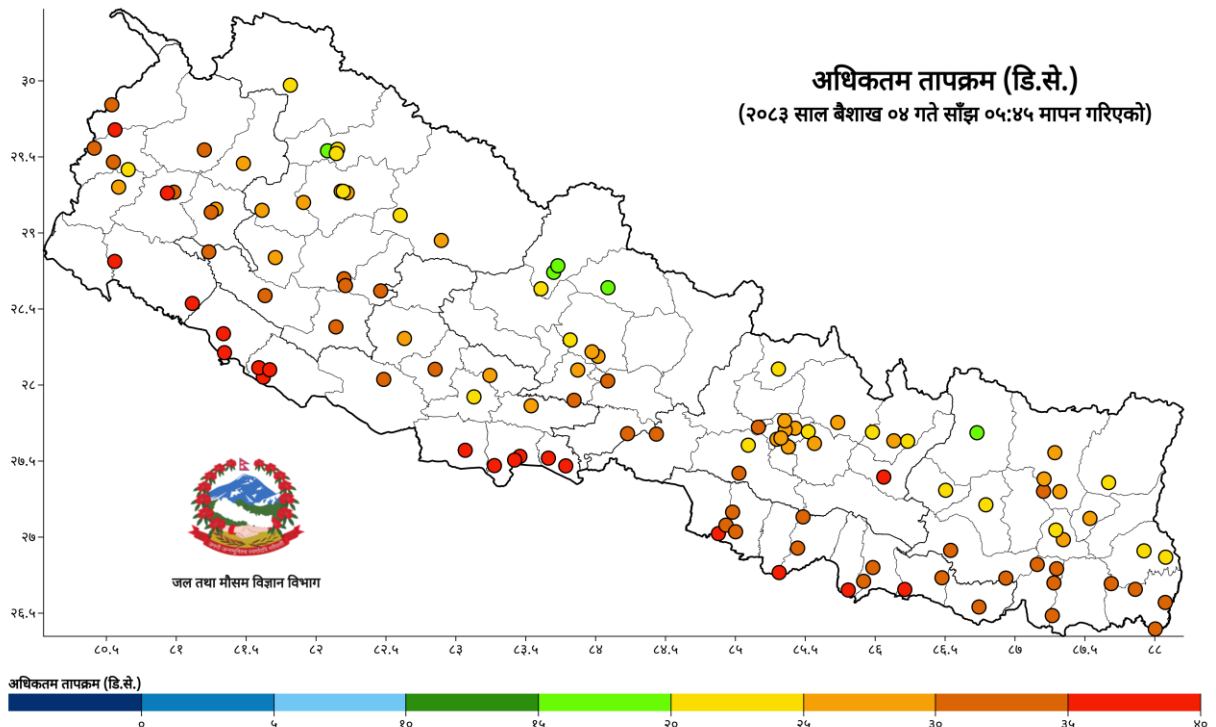 अधिकतम तापक्रम (डि.से.)
(२०८३ साल बैशाख ०४ गते साँझ ०५:४५ मापन गरिएको)
३०
२९.५
२९
२८.५
२८
२७.५
२७
२६.५
जल तथा मौसम विज्ञान विभाग
८०.५ ८१ ८१.५ ८२ ८२.५ ८३ ८३.५ ८४ ८४.५ ८५ ८५.५ ८६ ८६.५ ८७ ८७.५ ८८
अधिकतम तापक्रम (डि.से.)
० ५ १० १५ २० २५ ३० ३५ ४०